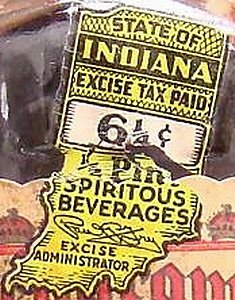 STATE OF
INDIANA
EXCISE TAX PAID
6¼¢
½ Pint
SPIRITOUS
BEVERAGES
EXCISE
ADMINISTRATOR